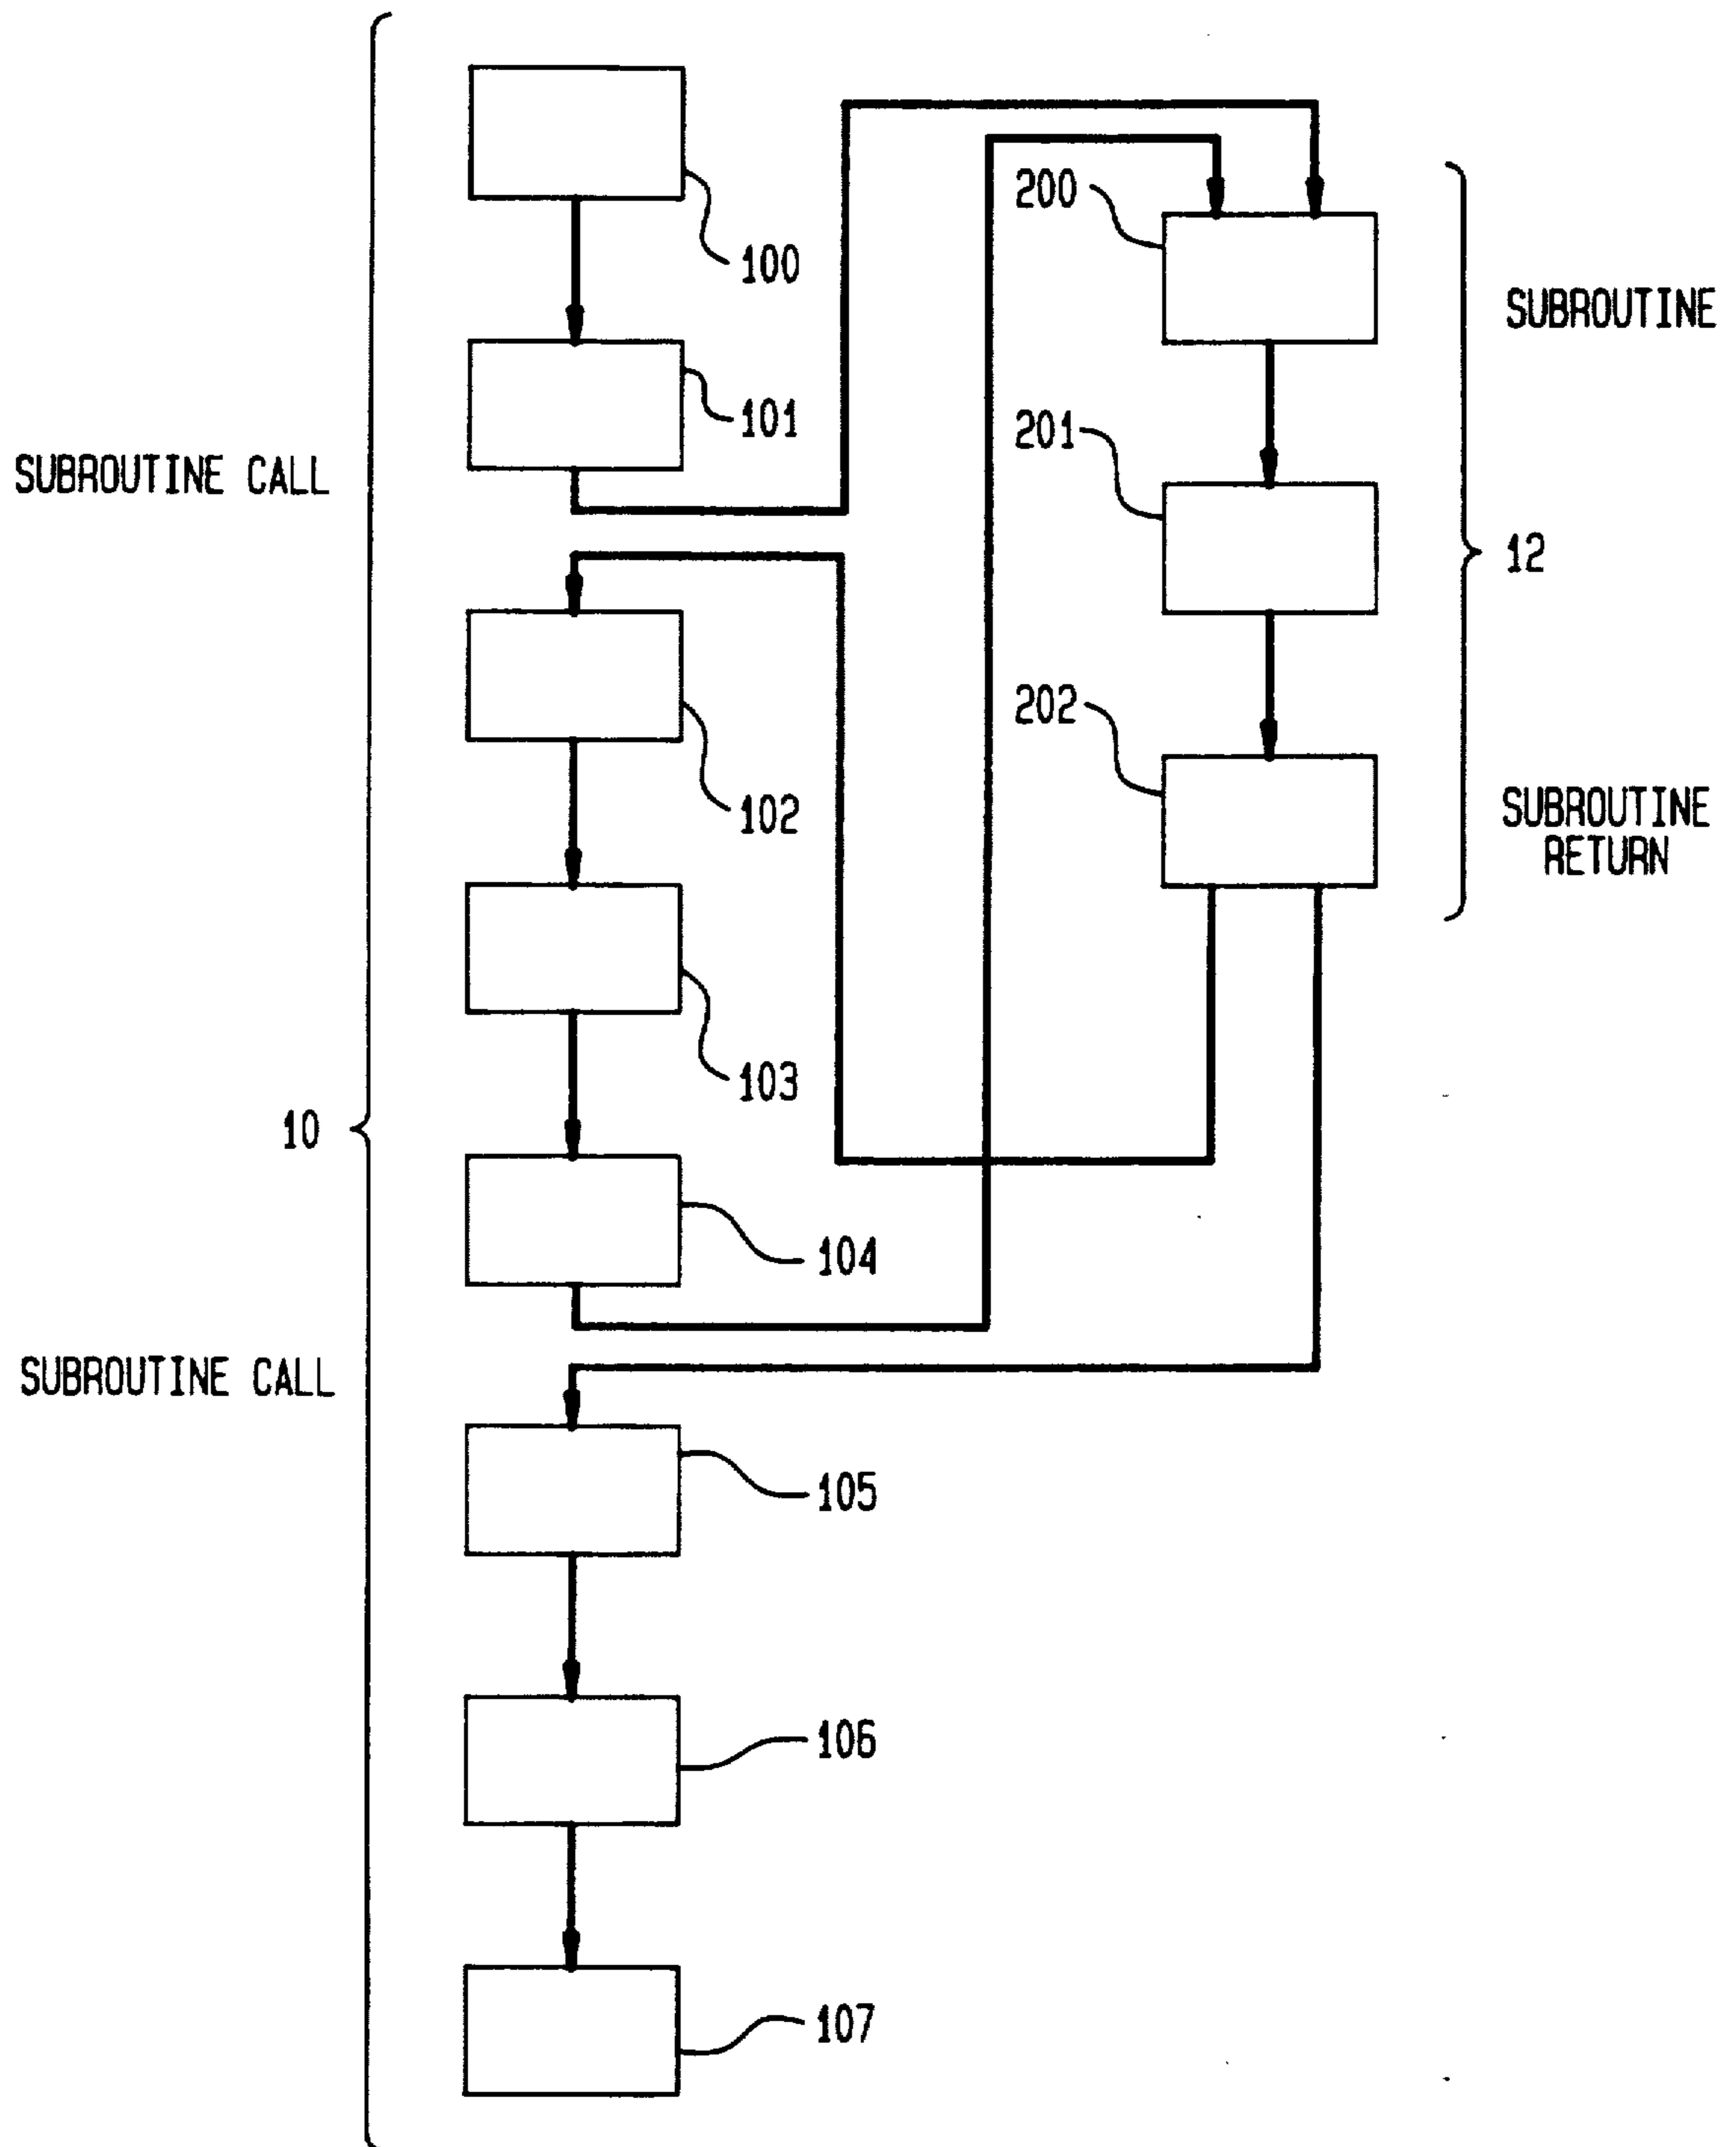 200
100
SUBROUTINE
101
201
SUBROUTINE CALL
12
202
102
SUBROUTINE
RETURN
103
10
104
SUBROUTINE CALL
105
106
107